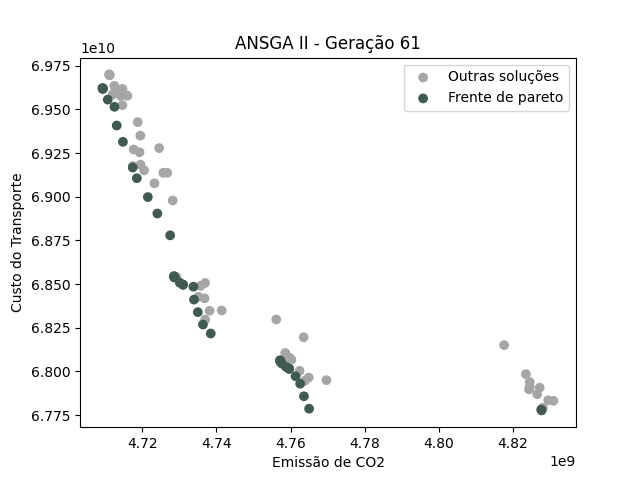 ANSGA II - Geração 61
1e10
6.975
6.950
6.925
6.900
6.875
6.850
6.825
6.800
6.775
Custo do Transporte
Outras soluções
Frente de pareto
4.72 4.74 4.76 4.78 4.80 4.82
Emissão de CO2
1e9